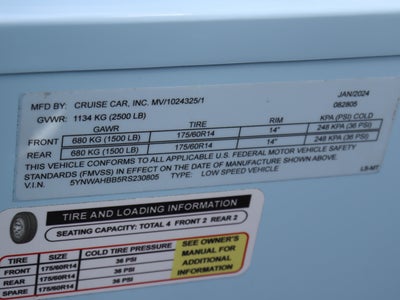 JAN/2024
MFD BY: CRUISE CAR, INC. MV/1024325/1 082805
GVWR: 1134 KG (2500 LB)
GAWR TIRE RIM KPA (PSI) COLD
FRONT 680 KG (1500 LB) 175/60R14 14" 248 KPA (36 PSI)
REAR 680 KG (1500 LB) 175/60R14 14" 248 KPA (36 PSI)
THIS VEHICLE CONFORMS TO ALL APPLICABLE U.S. FEDERAL MOTOR VEHICLE SAFETY
STANDARDS (FMVSS) IN EFFECT ON THE DATE OF MANUFACTURE SHOWN ABOVE.
V.I.N. 5YNWAHBB5RS230805 TYPE: LOW SPEED VEHICLE LS-MT
TIRE AND LOADING INFORMATION
SEATING CAPACITY: TOTAL 4 FRONT 2 REAR 2
TIRE SIZE COLD TIRE PRESSURE
FRONT 175/60R14 36 PSI
REAR 175/60R14 36 PSI
SPARE 175/60R14 36 PSI
SEE OWNER'S
MANUAL FOR
ADDITIONAL
INFORMATION